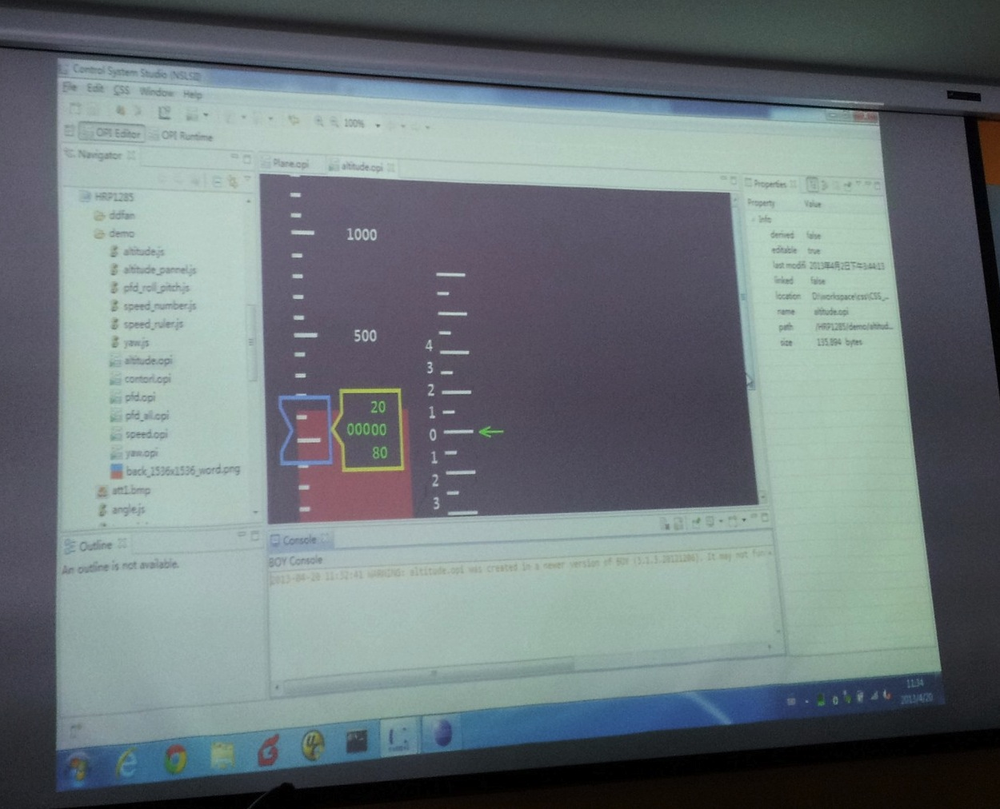 Control System Studio (NSLS2)
File Edit CSS Window Help
100%
OPI Editor OPI Runtime
Navigator
HRP1285
ddfan
demo
altitude.js
altitude_pannel.js
pfd_roll_pitch.js
speed_number.js
speed_ruler.js
yaw.js
altitude.opi
contorl.opi
pfd.opi
pfd_all.opi
speed.opi
yaw.opi
back_1536x1536_word.png
att1.bmp
angle.js
Outline
An outline is not available.
Plane.opi altitude.opi
1000
500
20
00000
80
4
3
2
1
0
1
2
3
Console
BOY Console
2013-04-20 11:32:41 WARNING: altitude.opi was created in a newer version of BOY (3.1.3.20121206). It may not fun
Properties
Property Value
Info
derived false
editable true
last modifi 2013年4月2日下午3:44:13
linked false
location D:\workspace\css\CSS_...
name altitude.opi
path /HRP1285/demo/altitud...
size 135,894 bytes
11:34
2013/4/20